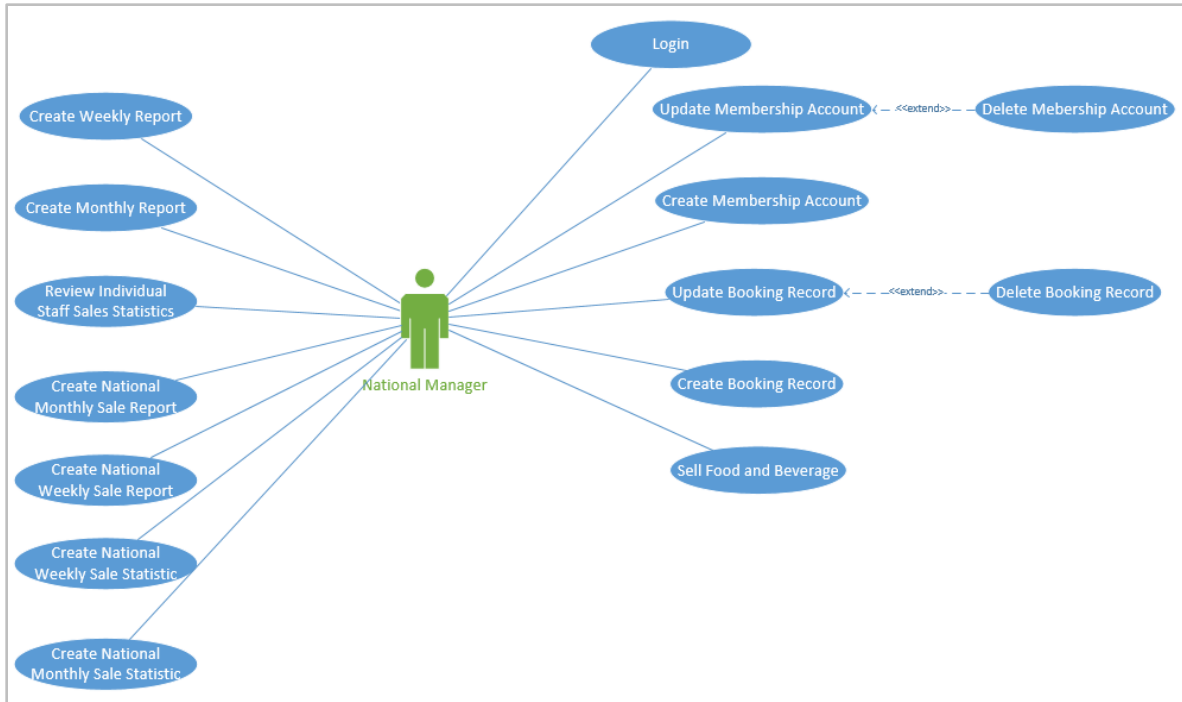 Login
Create Weekly Report
Update Membership Account
<<extend>>
Delete Mebership Account
Create Monthly Report
Create Membership Account
Review Individual
Staff Sales Statistics
Update Booking Record
<<extend>>
Delete Booking Record
National Manager
Create National
Monthly Sale Report
Create Booking Record
Create National
Weekly Sale Report
Sell Food and Beverage
Create National
Weekly Sale Statistic
Create National
Monthly Sale Statistic